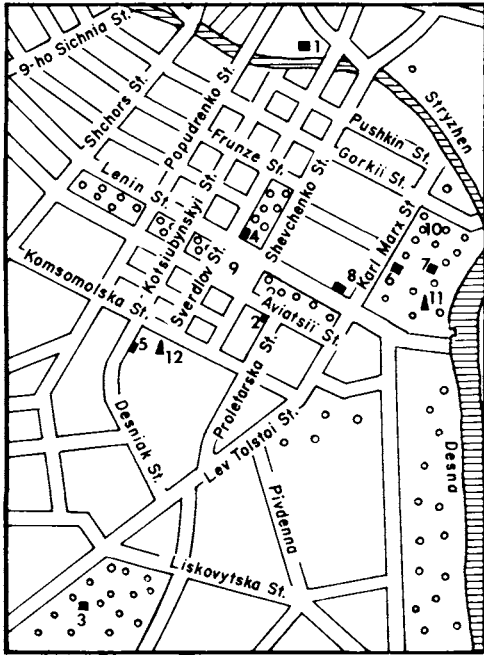 1
9-ho Sichnia St.
Shchors St.
Popudrenko St.
Stryzhen
Frunze St.
Pushkin St.
Gorkii St.
Lenin St.
Kotsiubynskyi St.
Shevchenko St.
Karl Marx St.
10
4
Sverdlov St.
9
7
8
11
Komsomolska St.
Aviatsii St.
2
5
12
Proletarska St.
Desniak St.
Lev Tolstoi St.
Desna
Pivdenna
Liskovytska St.
3